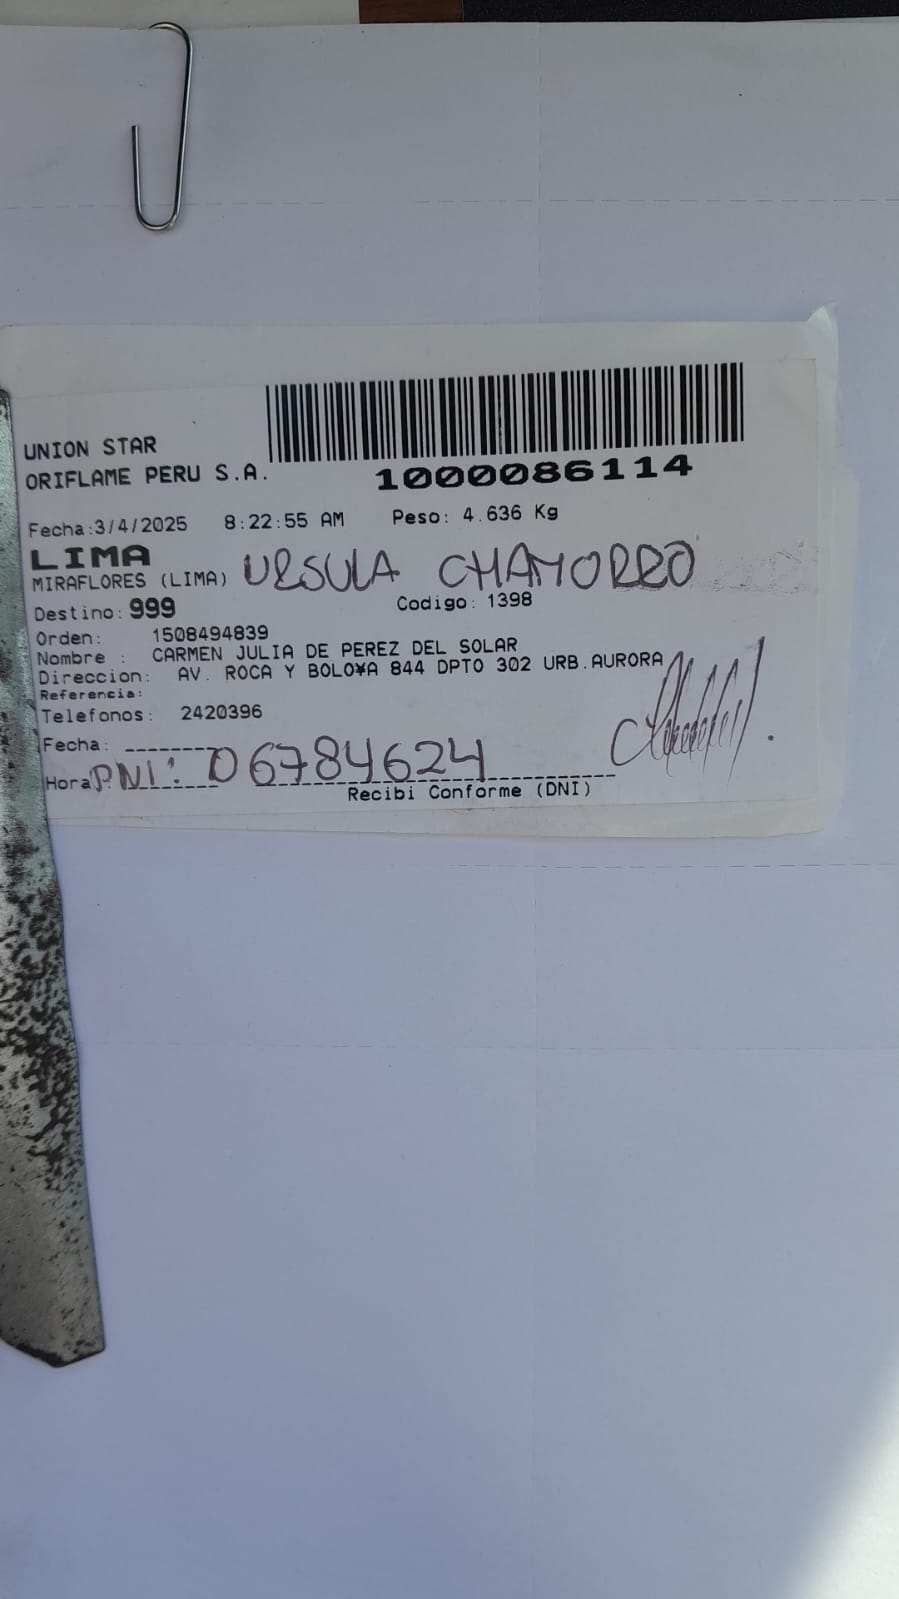 UNION STAR
ORIFLAME PERU S.A.
1000086114
Fecha:3/4/2025 8:22:55 AM Peso: 4.636 Kg
LIMA
MIRAFLORES (LIMA) URSULA CHAMORRO
Destino: 999 Codigo: 1398
Orden: 1508494839
Nombre : CARMEN JULIA DE PEREZ DEL SOLAR
Direccion: AV. ROCA Y BOLO¥A 844 DPTO 302 URB.AURORA
Referencia:
Telefonos: 2420396
Fecha:
Hora: DNI: 06784624
Recibi Conforme (DNI)